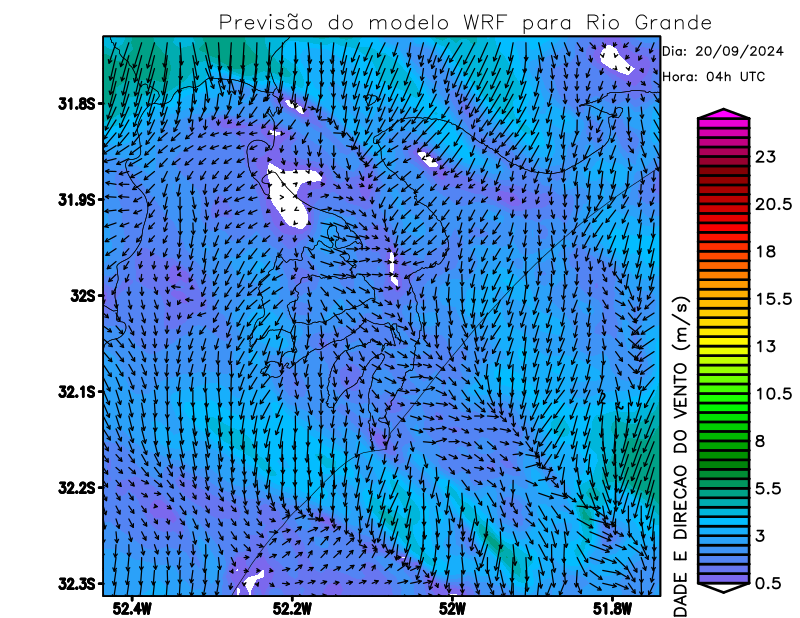 Previsão do modelo WRF para Rio Grande
Dia: 20/09/2024
Hora: 04h UTC
31.8S
31.9S
32S
32.1S
32.2S
32.3S
52.4W
52.2W
52W
51.8W
DADE E DIRECAO DO VENTO (m/s)
23
20.5
18
15.5
13
10.5
8
5.5
3
0.5